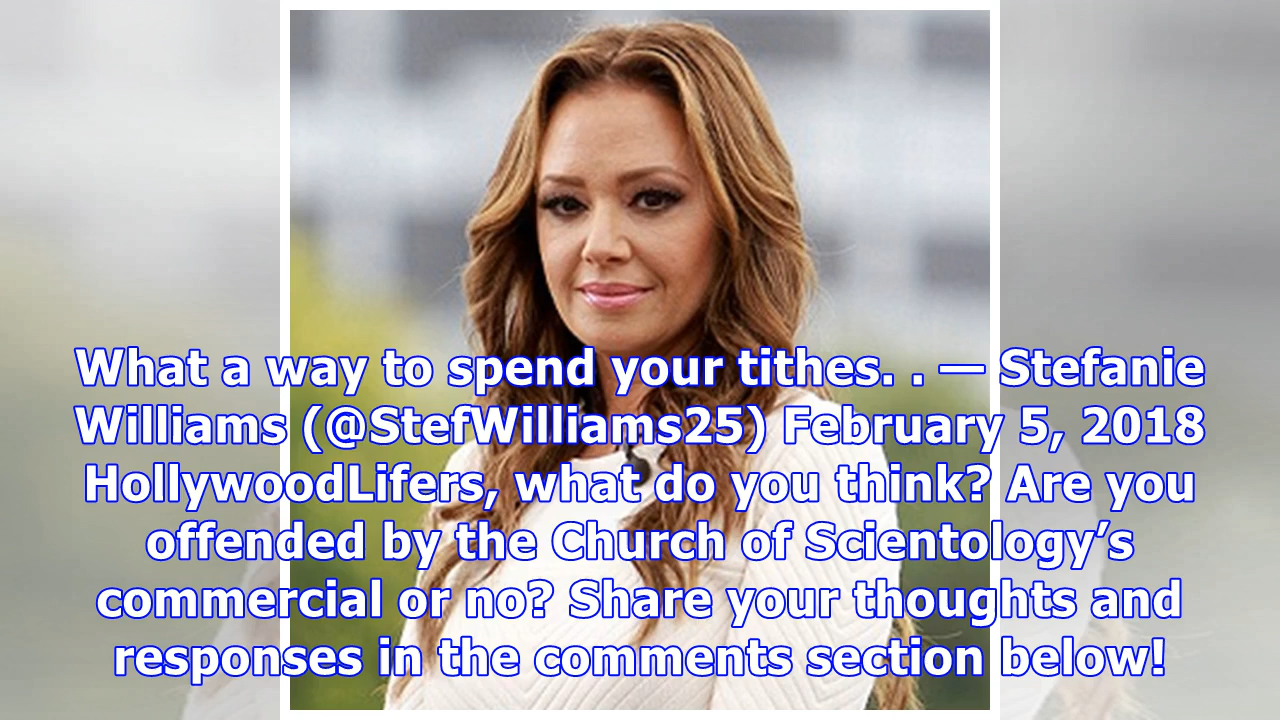 What a way to spend your tithes. . — Stefanie
Williams (@StefWilliams25) February 5, 2018
HollywoodLifers, what do you think? Are you
offended by the Church of Scientology’s
commercial or no? Share your thoughts and
responses in the comments section below!